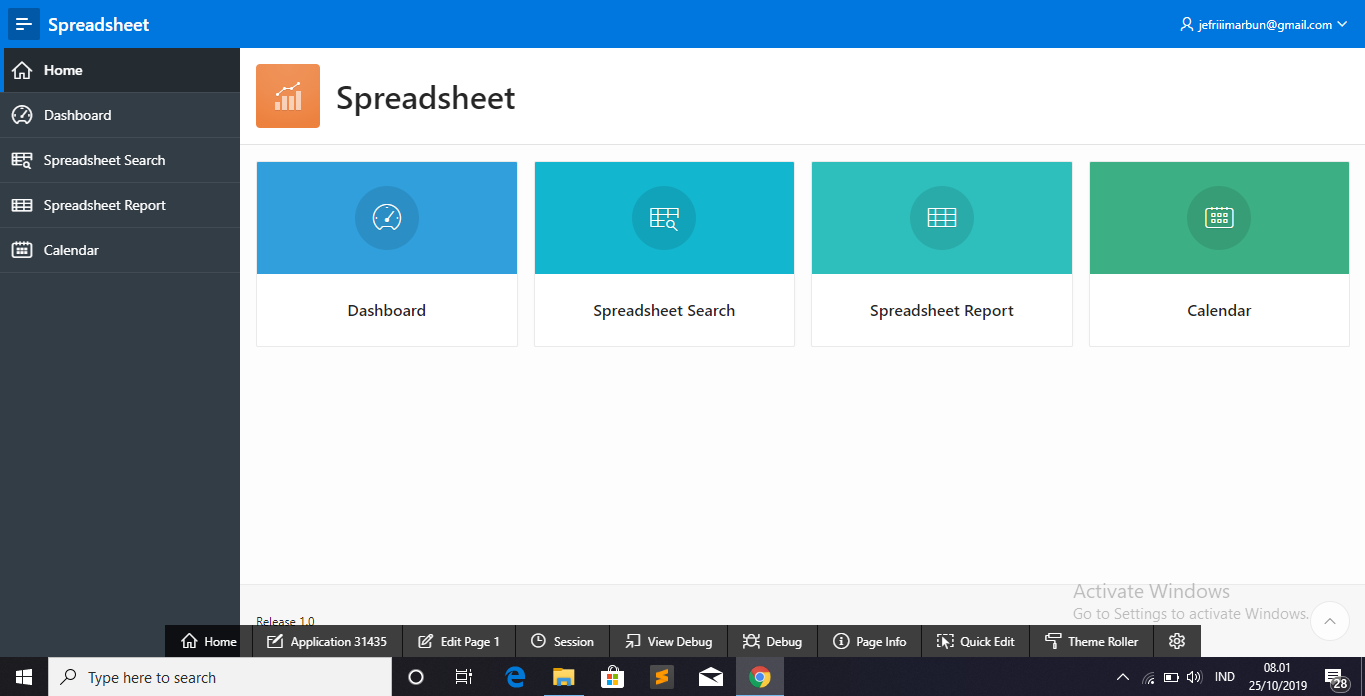 Spreadsheet
jefriiimarbun@gmail.com
Home
Dashboard
Spreadsheet Search
Spreadsheet Report
Calendar
Spreadsheet
Dashboard
Spreadsheet Search
Spreadsheet Report
Calendar
Activate Windows
Go to Settings to activate Windows.
Release 1.0
Home Application 31435 Edit Page 1 Session View Debug Debug Page Info Quick Edit Theme Roller
Type here to search
IND
08.01
25/10/2019
28